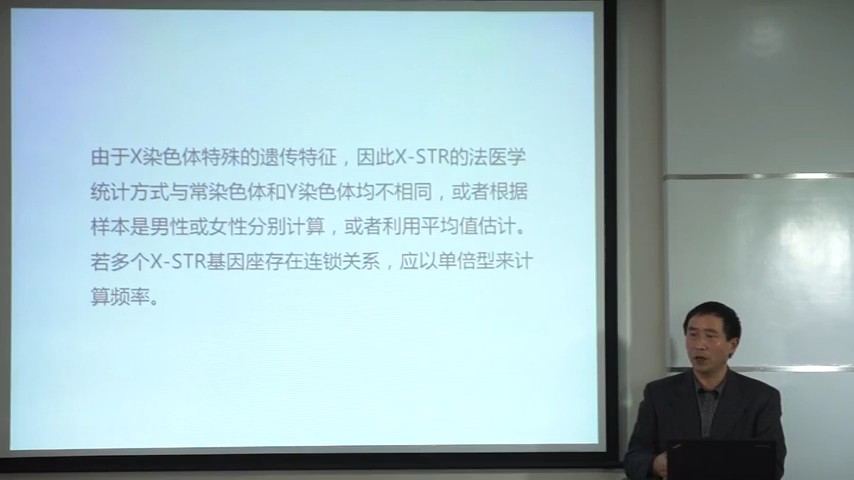 由于X染色体特殊的遗传特征，因此X-STR的法医学
统计方式与常染色体和Y染色体均不相同，或者根据
样本是男性或女性分别计算，或者利用平均值估计。
若多个X-STR基因座存在连锁关系，应以单倍型来计
算频率。